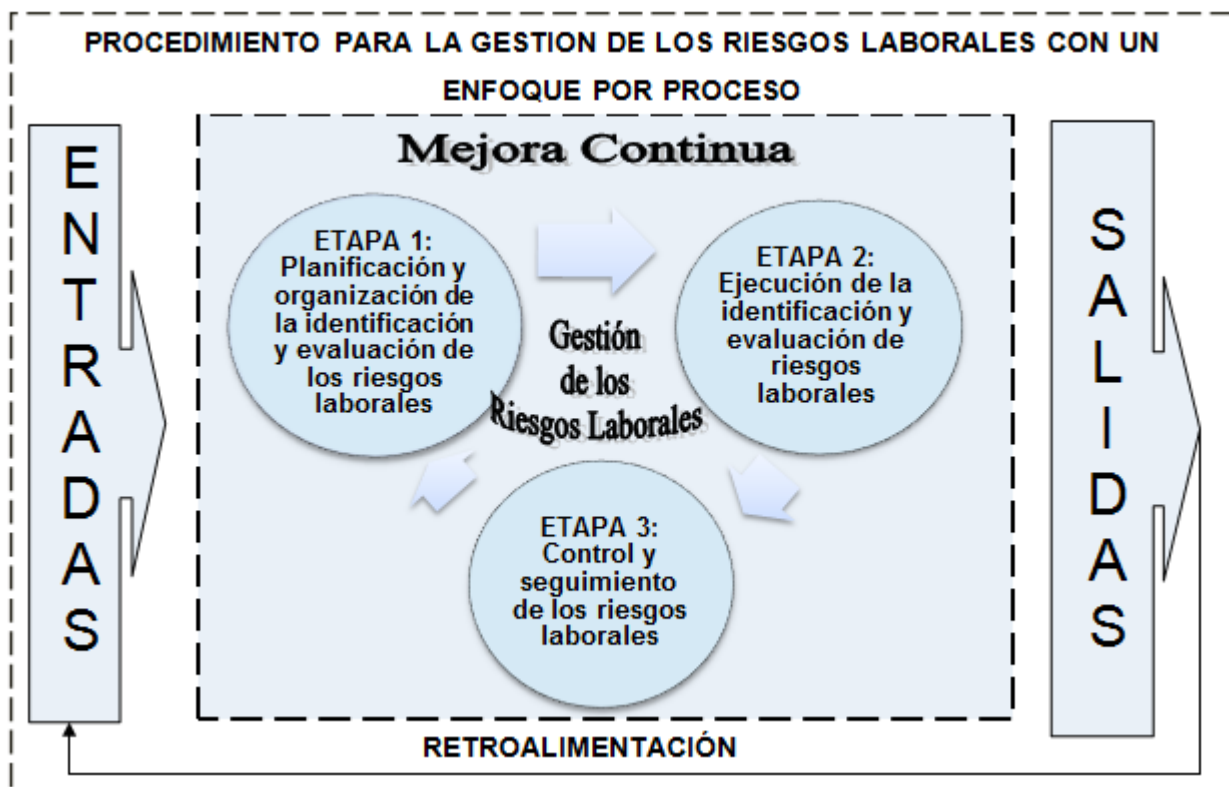 PROCEDIMIENTO PARA LA GESTION DE LOS RIESGOS LABORALES CON UN
ENFOQUE POR PROCESO
ENTRADAS
Mejora Continua
ETAPA 1:
Planificación y
organización de
la identificación
y evaluación de
los riesgos
laborales
Gestión
de los
Riesgos Laborales
ETAPA 2:
Ejecución de la
identificación y
evaluación de
riesgos
laborales
ETAPA 3:
Control y
seguimiento
de los riesgos
laborales
SALIDAS
RETROALIMENTACIÓN